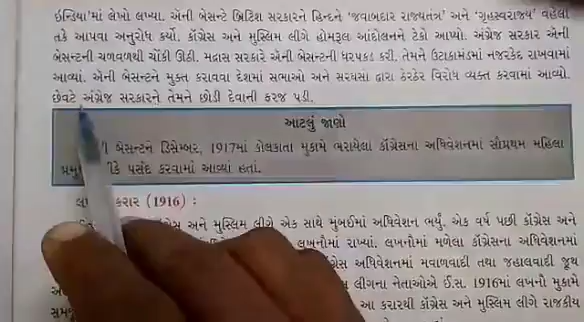 ઇન્ડિયા'માં લેખો લખ્યા. એની બેસન્ટે બ્રિટિશ સરકારને હિન્દને 'જવાબદાર રાજ્યતંત્ર' અને 'ગૃહસ્વરાજ્ય' વહેલી
તકે આપવા અનુરોધ કર્યો. કૉંગ્રેસ અને મુસ્લિમ લીગે હોમરૂલ આંદોલનને ટેકો આપ્યો. અંગ્રેજ સરકાર એની
બેસન્ટની ચળવળથી ચોંકી ઊઠી. મદ્રાસ સરકારે એની બેસન્ટની ધરપકડ કરી. તેમને ઉટાકામંડમાં નજરકેદ રાખવામાં
આવ્યાં. એની બેસન્ટને મુક્ત કરાવવા દેશમાં સભાઓ અને સરઘસો દ્વારા ઠેરઠેર વિરોધ વ્યક્ત કરવામાં આવ્યો.
છેવટે અંગ્રેજ સરકારને તેમને છોડી દેવાની ફરજ પડી.
આટલું જાણો
બેસન્ટને ડિસેમ્બર, 1917માં કોલકાતા મુકામે ભરાયેલા કૉંગ્રેસના અધિવેશનમાં સૌપ્રથમ મહિલા
પસંદ કરવામાં આવ્યાં હતાં.
કરાર (1916) :
અને મુસ્લિમ લીગે એક સાથે મુંબઈમાં અધિવેશન ભર્યું. એક વર્ષ પછી કૉંગ્રેસ અને
લખનૌમાં રાખ્યાં. લખનૌમાં મળેલા કૉંગ્રેસના અધિવેશનમાં
અધિવેશનમાં મવાળવાદી તથા જહાલવાદી જૂથ
લીગના નેતાઓએ ઈ.સ. 1916માં લખનૌ મુકામે
આ કરારથી કૉંગ્રેસ અને મુસ્લિમ લીગે રાજકીય